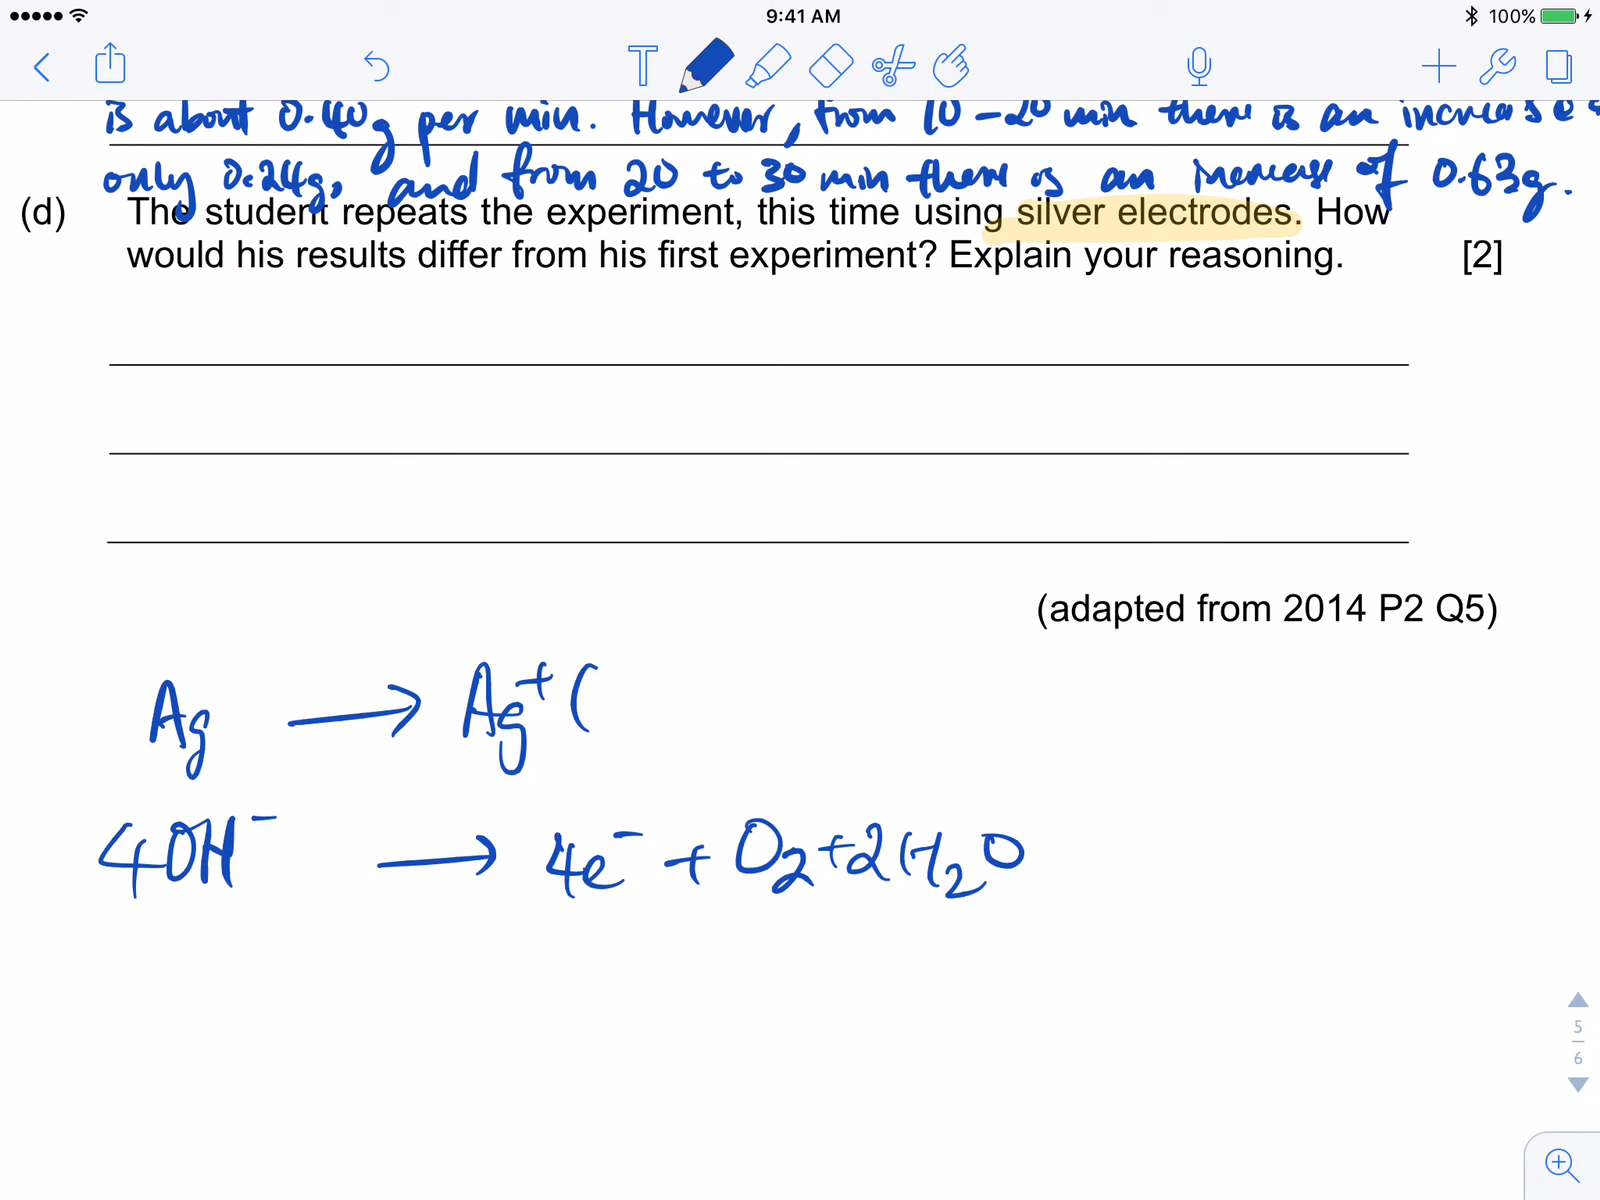 9:41 AM
100%
T
is about 0.40g per min. However, from 10-20 min there is an increase
only 0.24g, and from 20 to 30 min there is an increase of 0.63g.
(d) The student repeats the experiment, this time using silver electrodes. How
would his results differ from his first experiment? Explain your reasoning. [2]
(adapted from 2014 P2 Q5)
Ag → Ag⁺ (
4OH⁻ → 4e⁻ + O₂ + 2H₂O
5
6